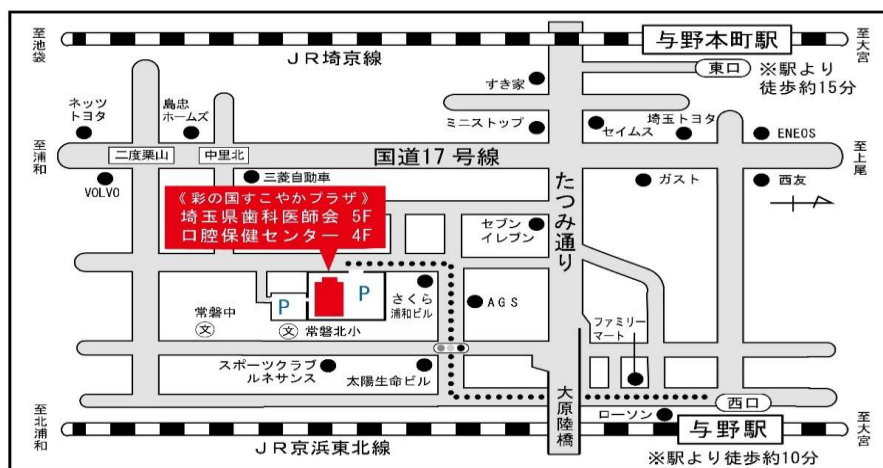 至池袋
与野本町駅
至大宮
JR埼京線
東口
※駅より
徒歩約15分
すき家
ネッツ
トヨタ
島忠
ホームズ
ミニストップ
セイムス
埼玉トヨタ
ENEOS
至浦和
二度栗山
中里北
国道17号線
至上尾
VOLVO
三菱自動車
たつみ通り
ガスト
西友
《彩の国すこやかプラザ》
埼玉県歯科医師会 5F
口腔保健センター 4F
セブン
イレブン
P
P
さくら
浦和ビル
AGS
常盤中
文
文
常磐北小
ファミリー
マート
スポーツクラブ
ルネサンス
太陽生命ビル
大原陸橋
西口
ローソン
至北浦和
与野駅
至大宮
JR京浜東北線
※駅より徒歩約10分